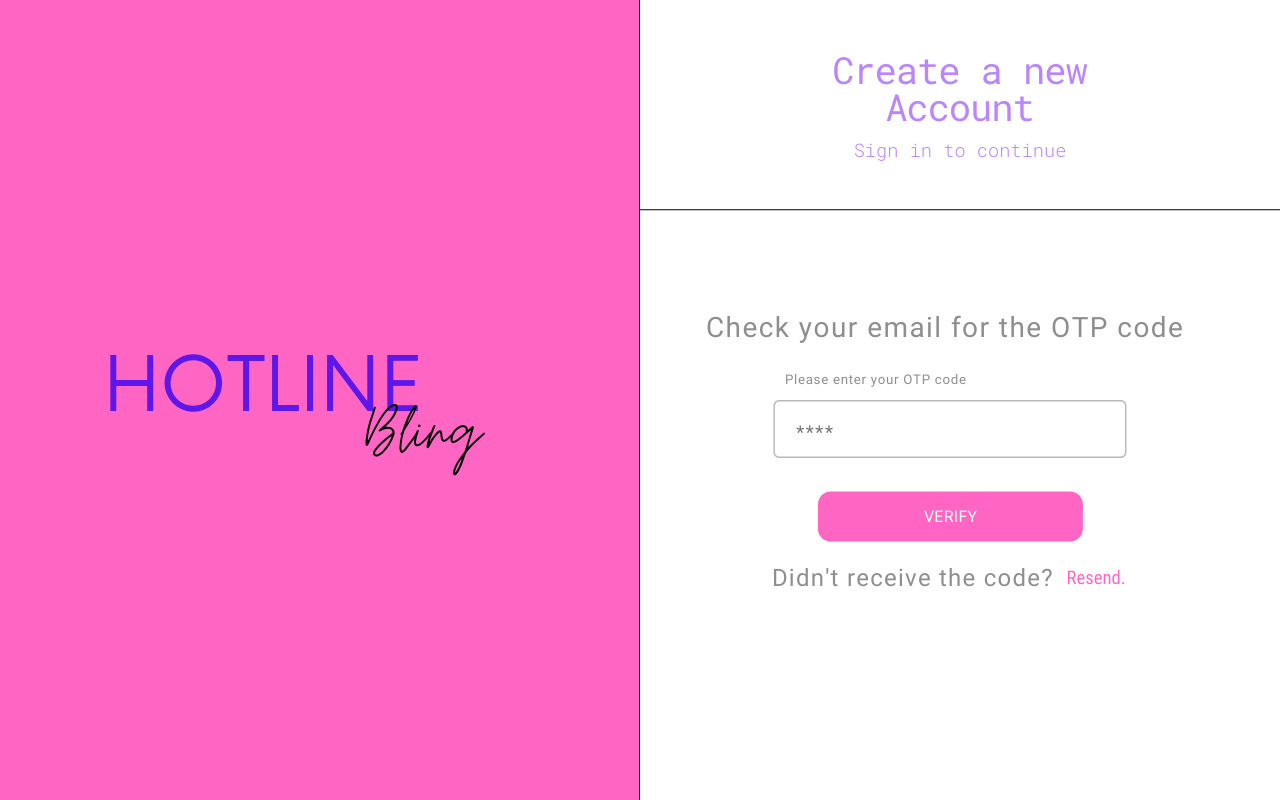 HOTLINE
Bling
Create a new
Account
Sign in to continue
Check your email for the OTP code
Please enter your OTP code
****
VERIFY
Didn't receive the code? Resend.